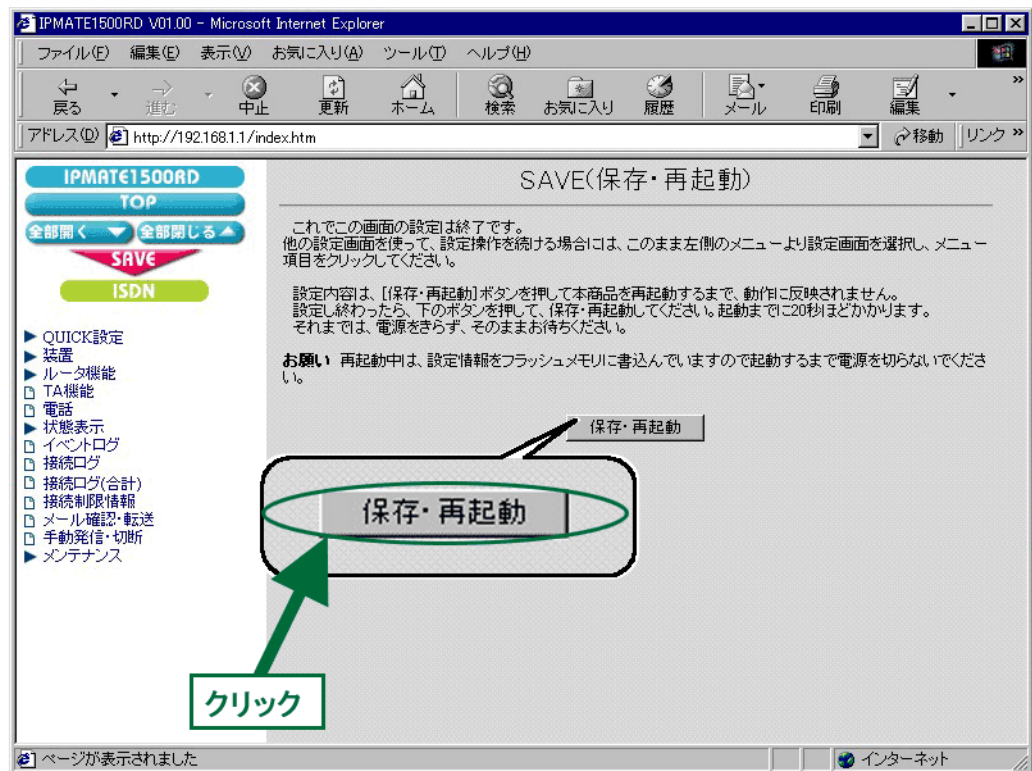 IPMATE1500RD V01.00 - Microsoft Internet Explorer
ファイル(F) 編集(E) 表示(V) お気に入り(A) ツール(T) ヘルプ(H)
戻る 進む 中止 更新 ホーム 検索 お気に入り 履歴 メール 印刷 編集 »
アドレス(D) http://192.168.1.1/index.htm 移動 リンク »
IPMATE1500RD
TOP
全部開く 全部閉じる
SAVE
ISDN
QUICK設定
装置
ルータ機能
TA機能
電話
状態表示
イベントログ
接続ログ
接続ログ(合計)
接続制限情報
メール確認・転送
手動発信・切断
メンテナンス
SAVE(保存・再起動)
これでこの画面の設定は終了です。
他の設定画面を使って、設定操作を続ける場合には、このまま左側のメニューより設定画面を選択し、メニュー
項目をクリックしてください。
設定内容は、[保存・再起動]ボタンを押して本商品を再起動するまで、動作に反映されません。
設定し終わったら、下のボタンを押して、保存・再起動してください。起動までに20秒ほどかかります。
それまでは、電源をきらず、そのままお待ちください。
お願い 再起動中は、設定情報をフラッシュメモリに書込んでいますので起動するまで電源を切らないでくださ
い。
保存・再起動
保存・再起動
クリック
ページが表示されました インターネット